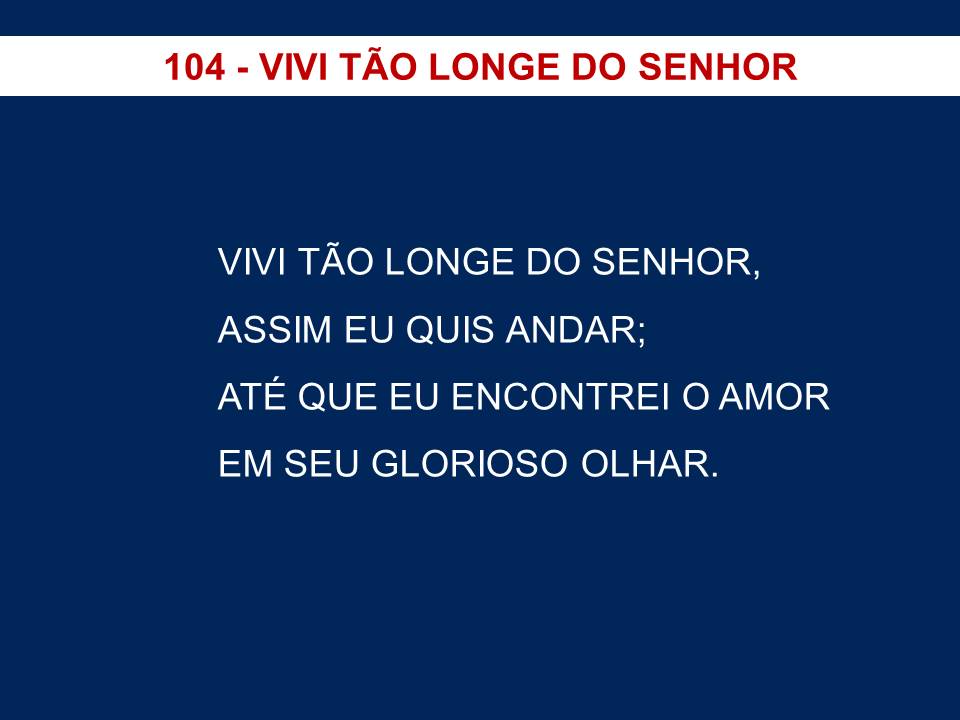 104 - VIVI TÃO LONGE DO SENHOR
VIVI TÃO LONGE DO SENHOR,
ASSIM EU QUIS ANDAR;
ATÉ QUE EU ENCONTREI O AMOR
EM SEU GLORIOSO OLHAR.